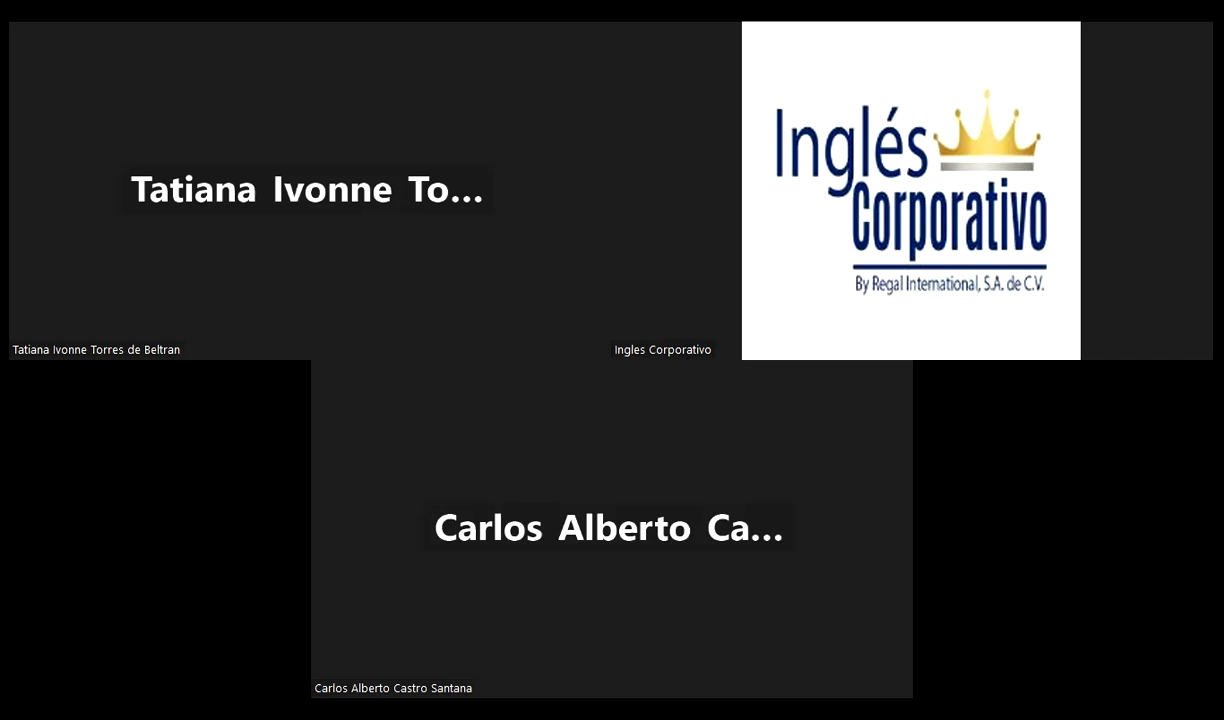 Tatiana Ivonne To...
Tatiana Ivonne Torres de Beltran
Inglés
Corporativo
By Regal International, S.A. de C.V.
Ingles Corporativo
Carlos Alberto Ca...
Carlos Alberto Castro Santana